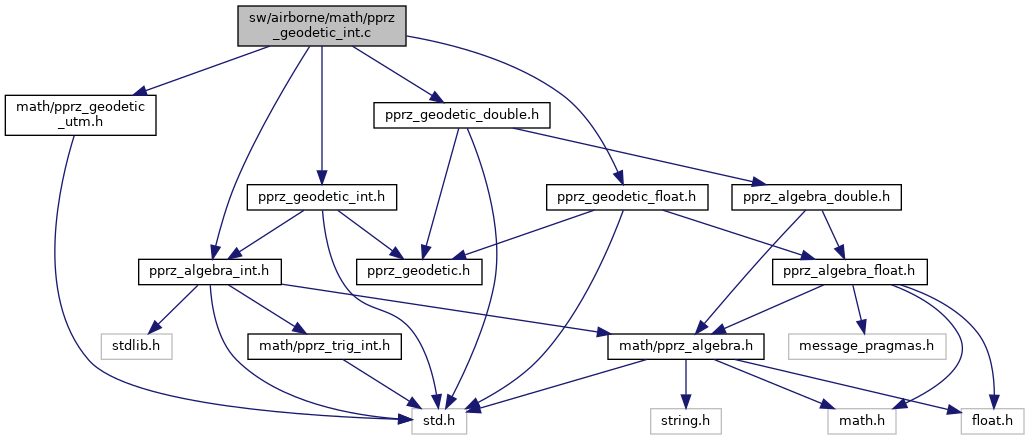 sw/airborne/math/pprz
_geodetic_int.c
math/pprz_geodetic
_utm.h
pprz_geodetic_double.h
pprz_geodetic_int.h
pprz_geodetic_float.h
pprz_algebra_double.h
pprz_algebra_int.h
pprz_geodetic.h
pprz_algebra_float.h
stdlib.h
math/pprz_trig_int.h
math/pprz_algebra.h
message_pragmas.h
std.h
string.h
math.h
float.h